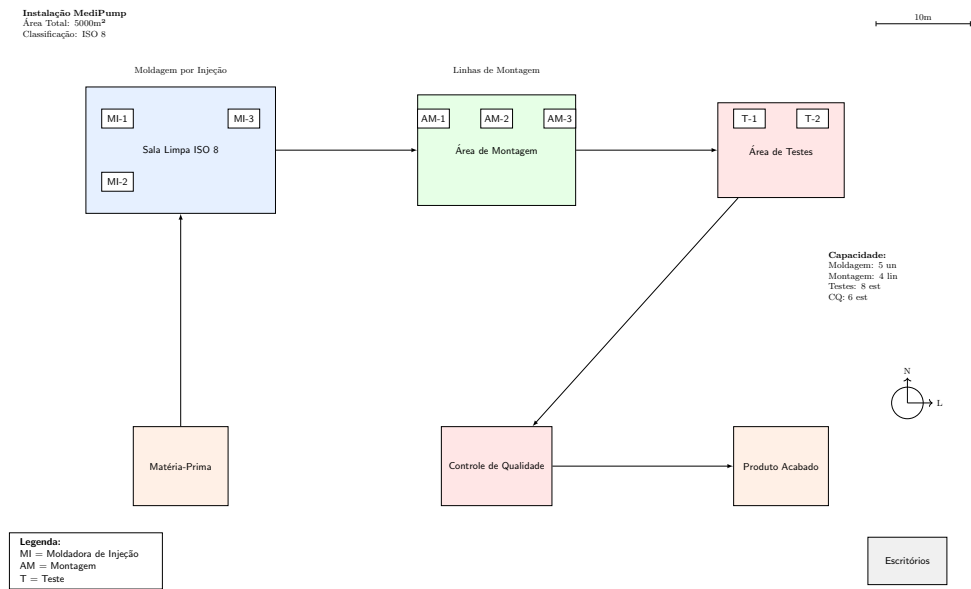 Instalação MediPump
Área Total: 5000m²
Classificação: ISO 8
10m
Moldagem por Injeção
Linhas de Montagem
MI-1
MI-3
Sala Limpa ISO 8
MI-2
AM-1
AM-2
AM-3
Área de Montagem
T-1
T-2
Área de Testes
Capacidade:
Moldagem: 5 un
Montagem: 4 lin
Testes: 8 est
CQ: 6 est
N
L
Matéria-Prima
Controle de Qualidade
Produto Acabado
Legenda:
MI = Moldadora de Injeção
AM = Montagem
T = Teste
Escritórios